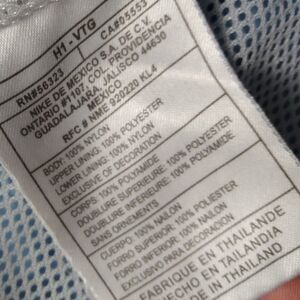 H1 - VTG
RN#56323 CA#05553
NIKE DE MEXICO S.A. DE C.V.
ONTARIO #1107 COL. PROVIDENCIA
GUADALAJARA, JALISCO 44630
MEXICO
RFC # NME 920220 KL4
BODY: 100% NYLON
UPPER LINING: 100% POLYESTER
LOWER LINING: 100% NYLON
EXCLUSIVE OF DECORATION
CORPS: 100% POLYAMIDE
DOUBLURE SUPERIEURE: 100% POLYESTER
DOUBLURE INFERIEURE: 100% POLYAMIDE
SANS ORNEMENTS
CUERPO: 100% NAILON
FORRO SUPERIOR: 100% POLIESTER
FORRO INFERIOR: 100% NAILON
EXCLUSIVO PARA DECORACION
FABRIQUE EN THAILANDE
HECHO EN TAILANDIA
MADE IN THAILAND